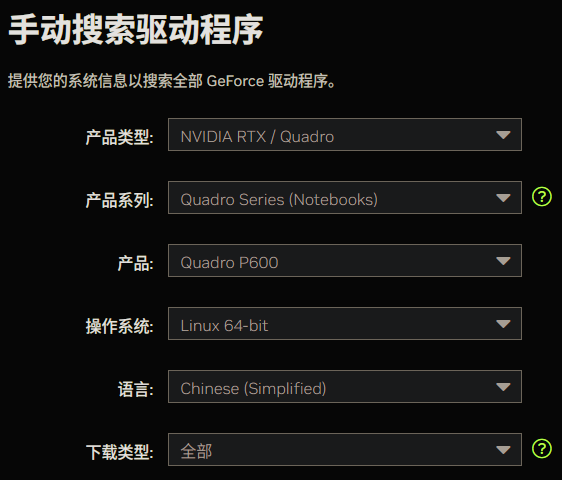 手动搜索驱动程序
提供您的系统信息以搜索全部 GeForce 驱动程序。
产品类型: NVIDIA RTX / Quadro
产品系列: Quadro Series (Notebooks) ?
产品: Quadro P600
操作系统: Linux 64-bit
语言: Chinese (Simplified)
下载类型: 全部 ?